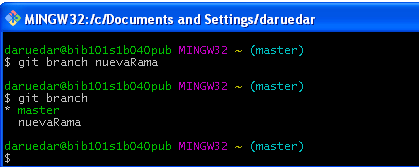 MINGW32:/c/Documents and Settings/daruedar
daruedar@bib101s1b040pub MINGW32 ~ (master)
$ git branch nuevaRama
daruedar@bib101s1b040pub MINGW32 ~ (master)
$ git branch
* master
nuevaRama
daruedar@bib101s1b040pub MINGW32 ~ (master)
$